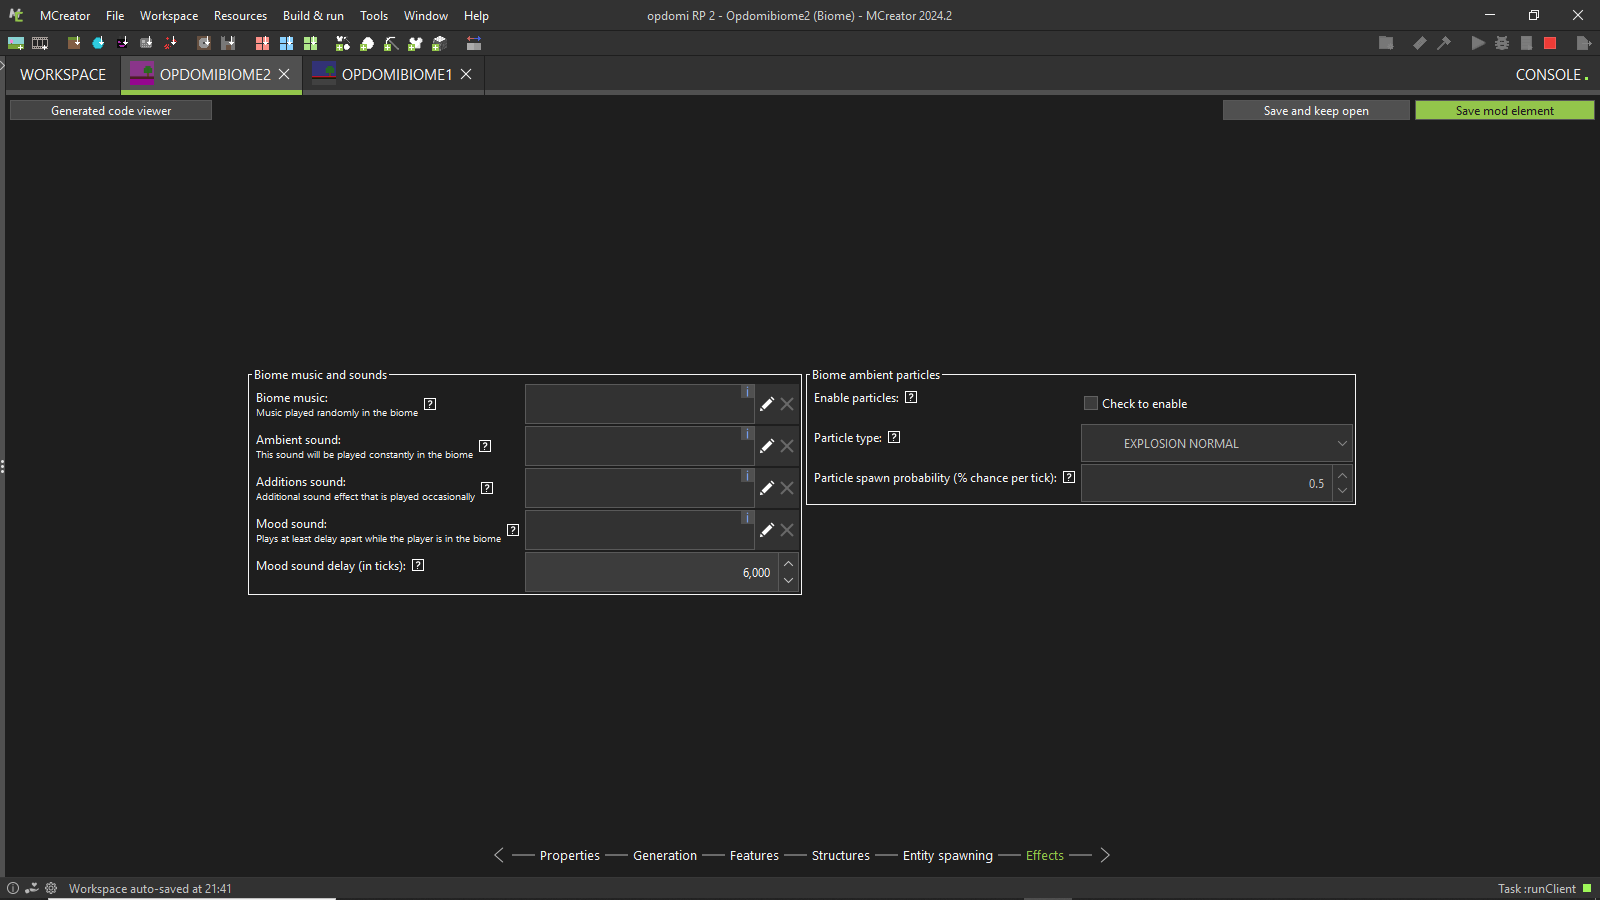 MCreator File Workspace Resources Build & run Tools Window Help opdomi RP 2 - Opdomibiome2 (Biome) - MCreator 2024.2
WORKSPACE OPDOMIBIOME2 OPDOMIBIOME1 CONSOLE
Generated code viewer Save and keep open Save mod element
Biome music and sounds
Biome music: ?
Music played randomly in the biome
Ambient sound: ?
This sound will be played constantly in the biome
Additions sound: ?
Additional sound effect that is played occasionally
Mood sound: ?
Plays at least delay apart while the player is in the biome
Mood sound delay (in ticks): ? 6,000
Biome ambient particles
Enable particles: ? Check to enable
Particle type: ? EXPLOSION NORMAL
Particle spawn probability (% chance per tick): ? 0.5
Properties Generation Features Structures Entity spawning Effects
Workspace auto-saved at 21:41 Task :runClient